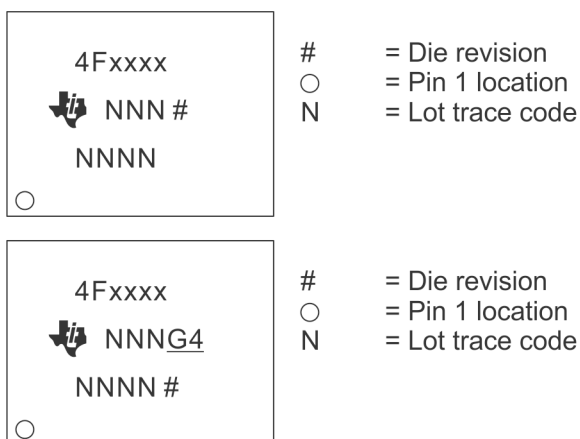 4Fxxxx
NNN #
NNNN
# = Die revision
○ = Pin 1 location
N = Lot trace code
4Fxxxx
NNNG4
NNNN #
# = Die revision
○ = Pin 1 location
N = Lot trace code